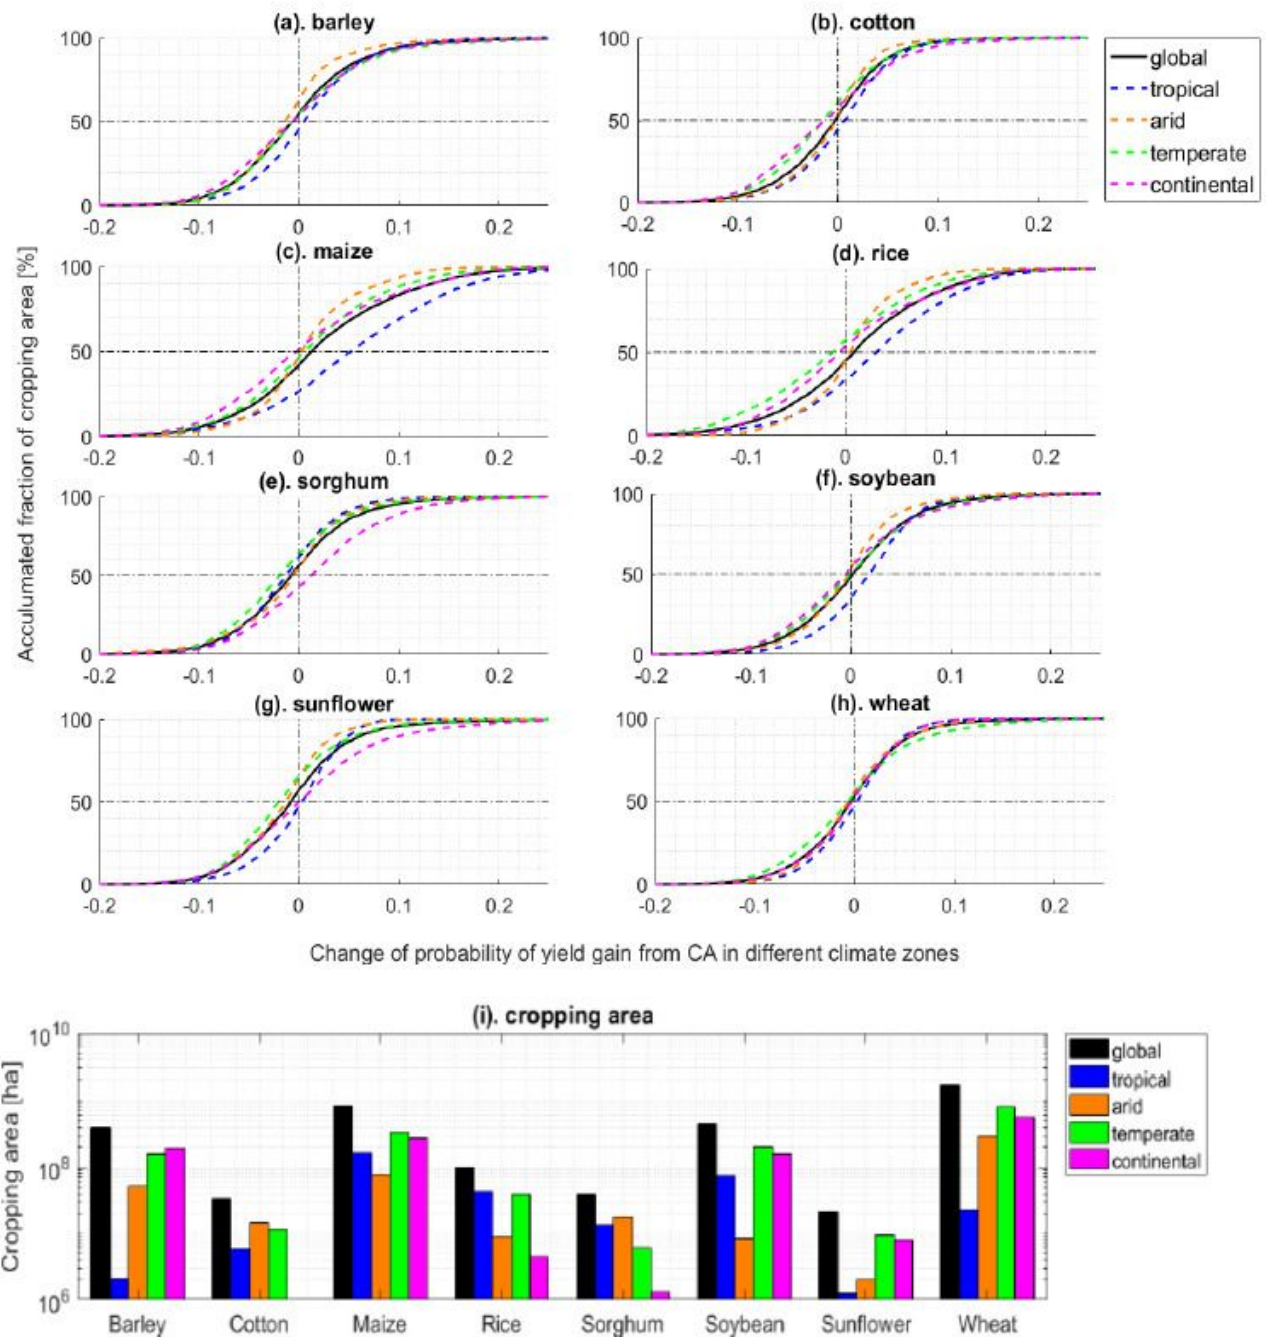 (a). barley
(b). cotton
100
50
0
-0.2 -0.1 0 0.1 0.2
100
50
0
-0.2 -0.1 0 0.1 0.2
global
tropical
arid
temperate
continental
Acculumated fraction of cropping area [%]
(c). maize
(d). rice
100
50
0
-0.2 -0.1 0 0.1 0.2
100
50
0
-0.2 -0.1 0 0.1 0.2
(e). sorghum
(f). soybean
100
50
0
-0.2 -0.1 0 0.1 0.2
100
50
0
-0.2 -0.1 0 0.1 0.2
(g). sunflower
(h). wheat
100
50
0
-0.2 -0.1 0 0.1 0.2
100
50
0
-0.2 -0.1 0 0.1 0.2
Change of probability of yield gain from CA in different climate zones
(i). cropping area
Cropping area [ha]
10^10
10^8
10^6
Barley Cotton Maize Rice Sorghum Soybean Sunflower Wheat
global
tropical
arid
temperate
continental